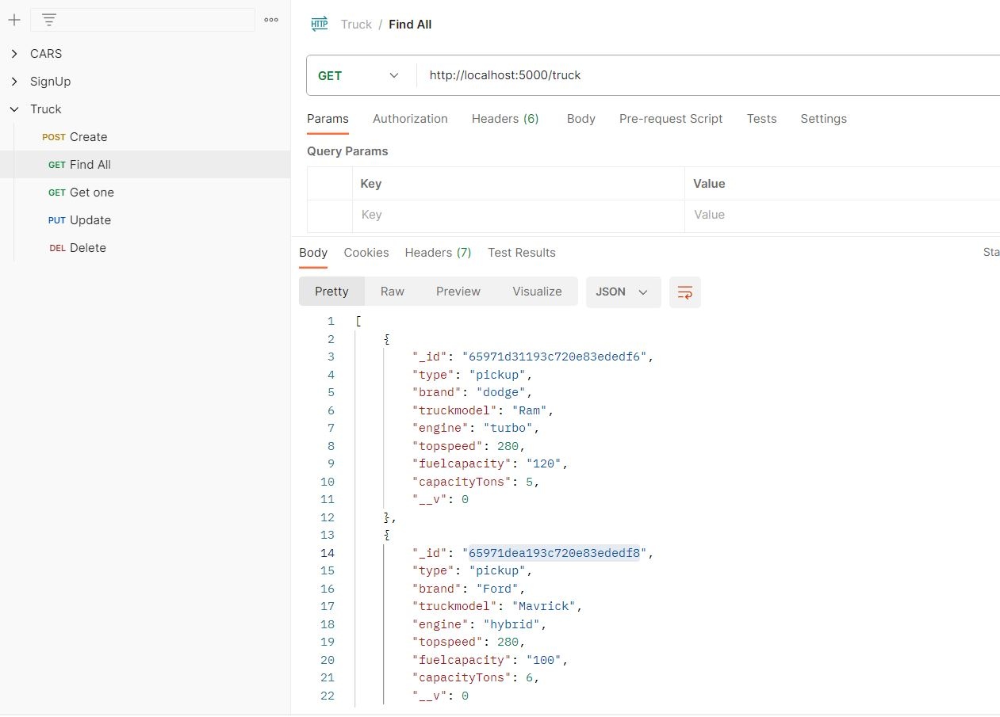 CARS
SignUp
Truck
POST Create
GET Find All
GET Get one
PUT Update
DEL Delete
HTTP Truck / Find All
GET http://localhost:5000/truck
Params Authorization Headers (6) Body Pre-request Script Tests Settings
Query Params
Key Value
Key Value
Body Cookies Headers (7) Test Results Sta
Pretty Raw Preview Visualize JSON
1 [
2 {
3 "_id": "65971d31193c720e83ededf6",
4 "type": "pickup",
5 "brand": "dodge",
6 "truckmodel": "Ram",
7 "engine": "turbo",
8 "topspeed": 280,
9 "fuelcapacity": "120",
10 "capacityTons": 5,
11 "__v": 0
12 },
13 {
14 "_id": "65971dea193c720e83ededf8",
15 "type": "pickup",
16 "brand": "Ford",
17 "truckmodel": "Mavrick",
18 "engine": "hybrid",
19 "topspeed": 280,
20 "fuelcapacity": "100",
21 "capacityTons": 6,
22 "__v": 0